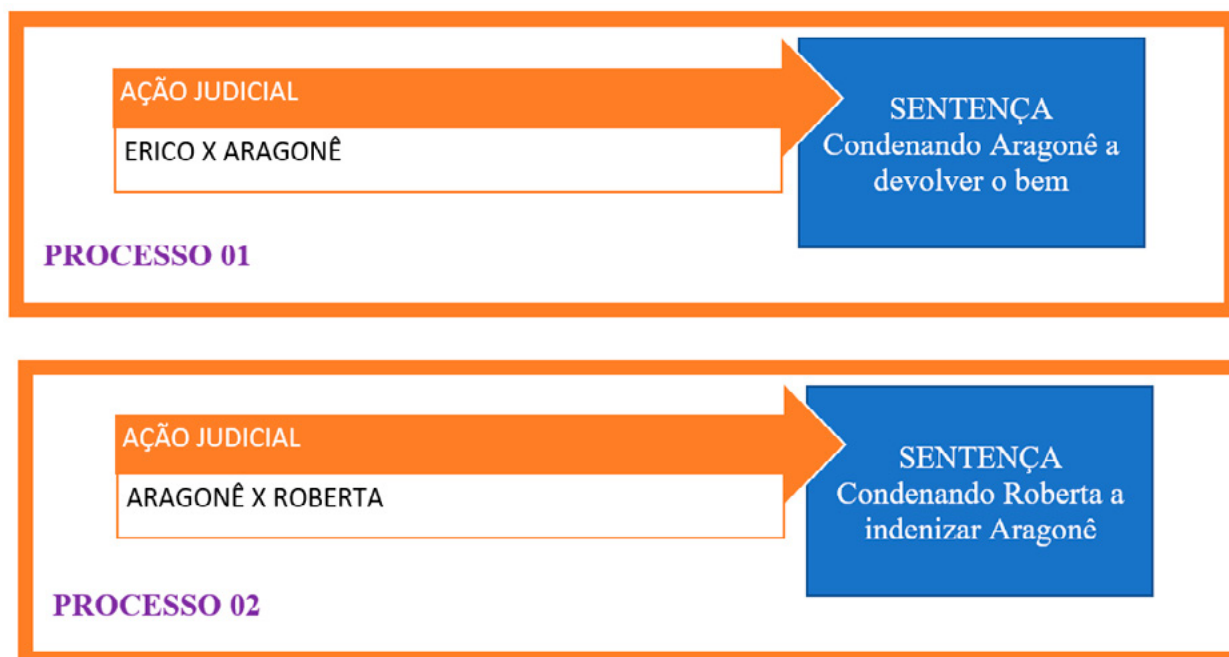 AÇÃO JUDICIAL
ERICO X ARAGONÊ
SENTENÇA
Condenando Aragonê a
devolver o bem
PROCESSO 01
AÇÃO JUDICIAL
ARAGONÊ X ROBERTA
SENTENÇA
Condenando Roberta a
indenizar Aragonê
PROCESSO 02